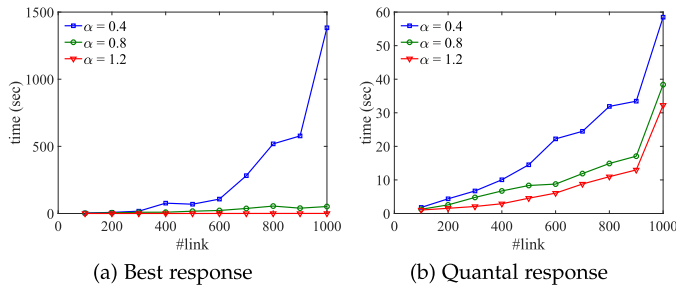 1500
1000
500
0
time (sec)
α = 0.4
α = 0.8
α = 1.2
0 200 400 600 800 1000
#link
(a) Best response
60
50
40
30
20
10
0
time (sec)
α = 0.4
α = 0.8
α = 1.2
0 200 400 600 800 1000
#link
(b) Quantal response